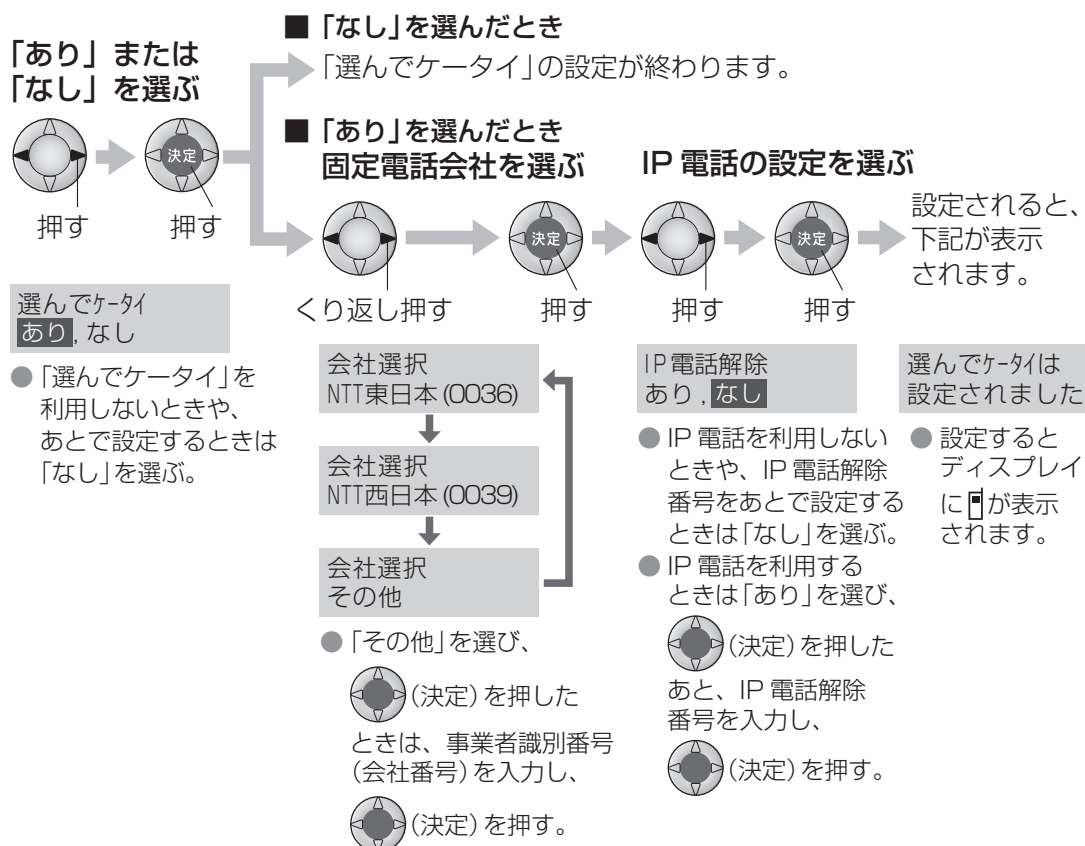 「あり」または
「なし」を選ぶ
決定
押す
押す
選んでｹｰﾀｲ
あり,なし
● 「選んでケータイ」を
利用しないときや、
あとで設定するときは
「なし」を選ぶ。
■ 「なし」を選んだとき
「選んでケータイ」の設定が終わります。
■ 「あり」を選んだとき
固定電話会社を選ぶ
決定
くり返し押す
押す
会社選択
NTT東日本(0036)
会社選択
NTT西日本(0039)
会社選択
その他
● 「その他」を選び、
(決定)を押した
ときは、事業者識別番号
(会社番号)を入力し、
(決定)を押す。
IP 電話の設定を選ぶ
決定
押す
押す
IP電話解除
あり,なし
● IP 電話を利用しない
ときや、IP 電話解除
番号をあとで設定する
ときは「なし」を選ぶ。
● IP 電話を利用する
ときは「あり」を選び、
(決定)を押した
あと、IP 電話解除
番号を入力し、
(決定)を押す。
設定されると、
下記が表示
されます。
選んでｹｰﾀｲは
設定されました
● 設定すると
ディスプレイ
に が表示
されます。